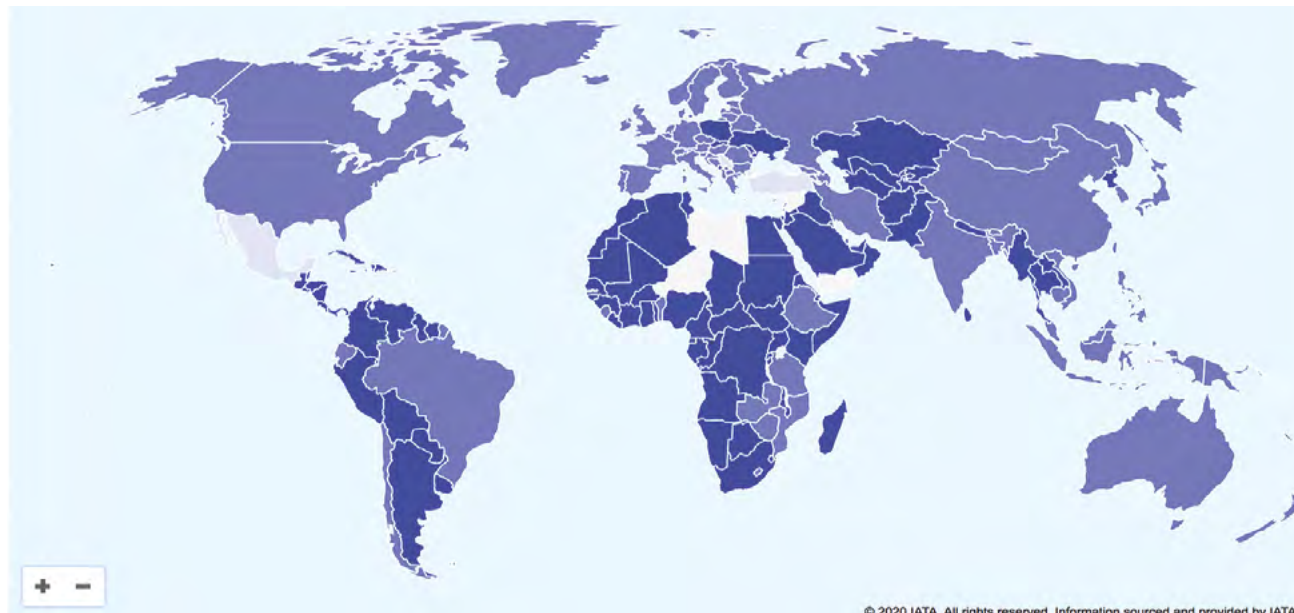 + −
© 2020 IATA. All rights reserved. Information sourced and provided by IATA